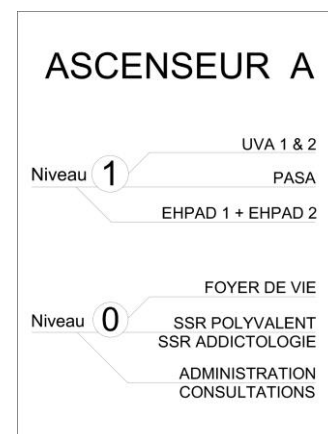 ASCENSEUR A
UVA 1 & 2
Niveau 1
PASA
EHPAD 1 + EHPAD 2
FOYER DE VIE
Niveau 0
SSR POLYVALENT
SSR ADDICTOLOGIE
ADMINISTRATION
CONSULTATIONS